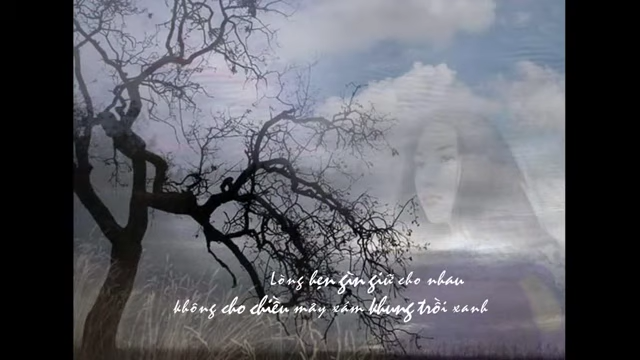 Lòng hẹn gìn giữ cho nhau
không cho chiều mây xám khung trời xanh